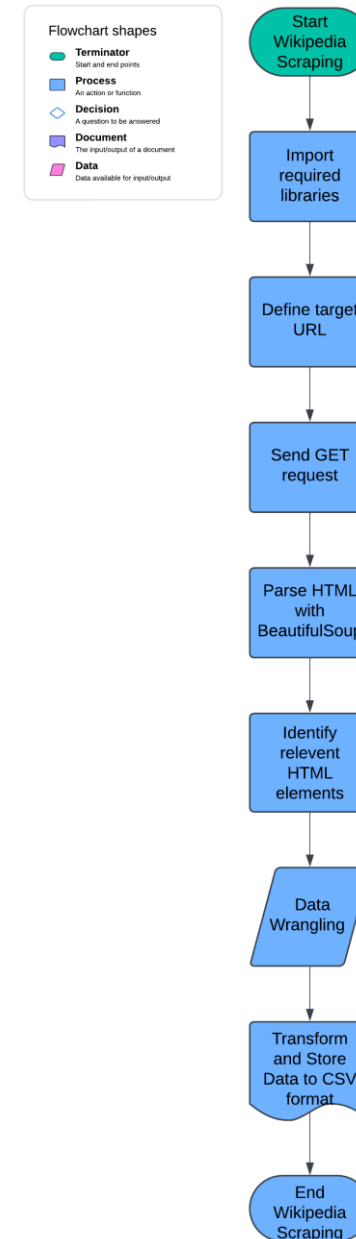 Flowchart shapes
Terminator
Start and end points
Process
An action or function
Decision
A question to be answered
Document
The input/output of a document
Data
Data available for input/output
Start
Wikipedia
Scraping
Import
required
libraries
Define target
URL
Send GET
request
Parse HTML
with
BeautifulSoup
Identify
relevent
HTML
elements
Data
Wrangling
Transform
and Store
Data to CSV
format
End
Wikipedia
Scraping